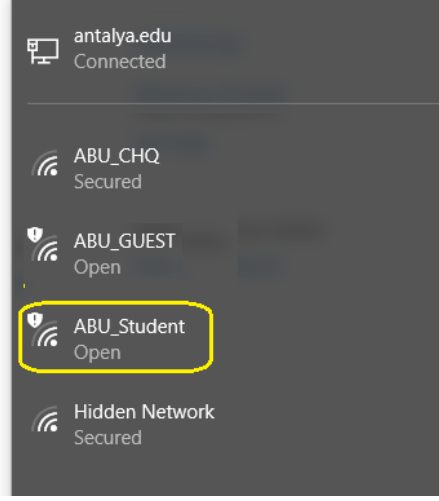 antalya.edu
Connected
ABU_CHQ
Secured
ABU_GUEST
Open
ABU_Student
Open
Hidden Network
Secured